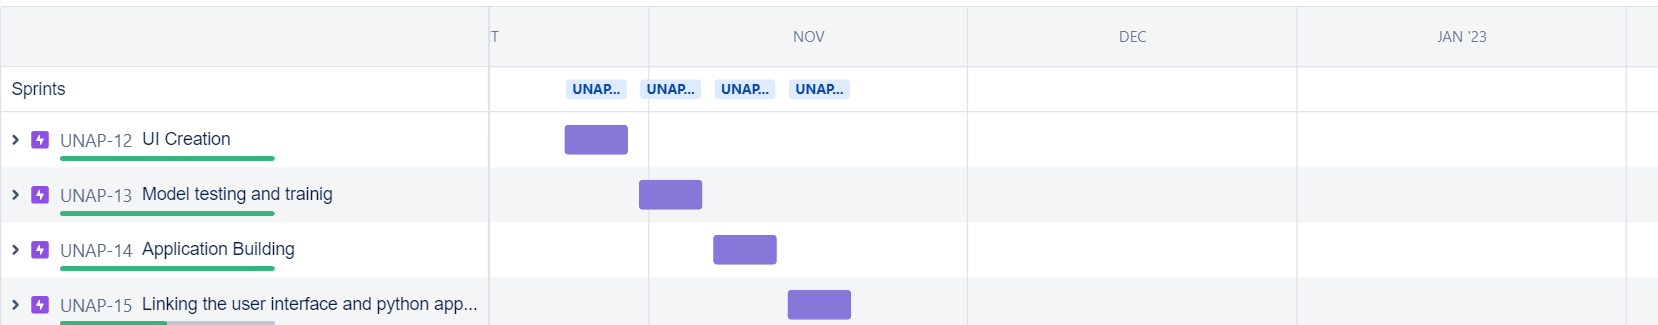 T NOV DEC JAN '23
Sprints UNAP... UNAP... UNAP... UNAP...
UNAP-12 UI Creation
UNAP-13 Model testing and trainig
UNAP-14 Application Building
UNAP-15 Linking the user interface and python app...